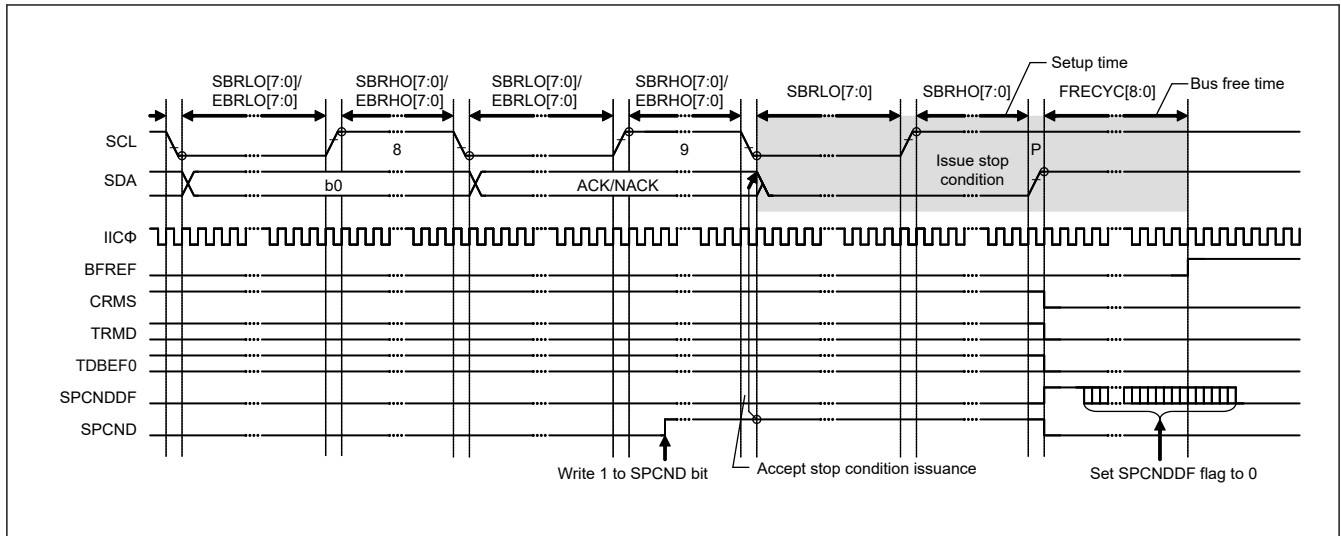 Setup time
SBRLO[7:0]/
EBRLO[7:0]
SBRHO[7:0]/
EBRHO[7:0]
SBRLO[7:0]/
EBRLO[7:0]
SBRHO[7:0]/
EBRHO[7:0]
SBRLO[7:0]
SBRHO[7:0]
FRECYC[8:0]
Bus free time
SCL
8
9
Issue stop
condition
P
SDA
b0
ACK/NACK
IICΦ
BFREF
CRMS
TRMD
TDBEF0
SPCNDDF
SPCND
Write 1 to SPCND bit
Accept stop condition issuance
Set SPCNDDF flag to 0